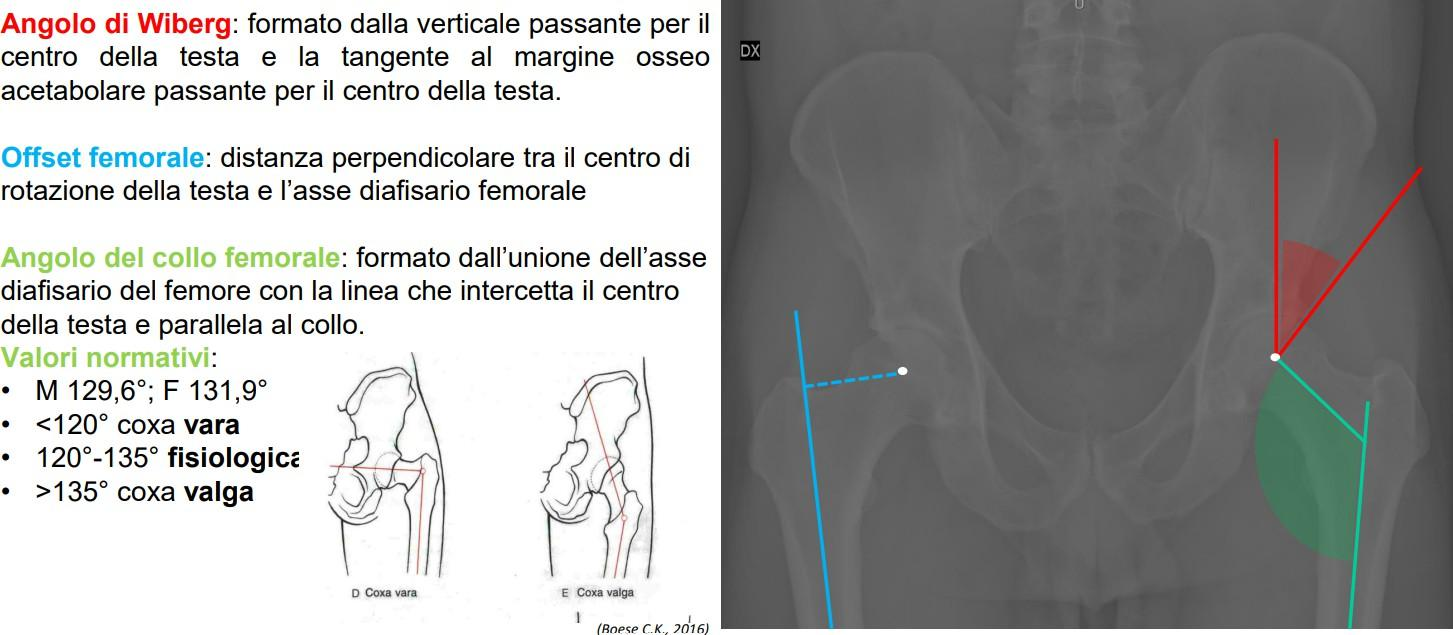 Angolo di Wiberg: formato dalla verticale passante per il
centro della testa e la tangente al margine osseo
acetabolare passante per il centro della testa.
Offset femorale: distanza perpendicolare tra il centro di
rotazione della testa e l’asse diafisario femorale
Angolo del collo femorale: formato dall’unione dell’asse
diafisario del femore con la linea che intercetta il centro
della testa e parallela al collo.
Valori normativi:
• M 129,6°; F 131,9°
• <120° coxa vara
• 120°-135° fisiologica
• >135° coxa valga
D Coxa vara
E Coxa valga
(Boese C.K., 2016)
DX